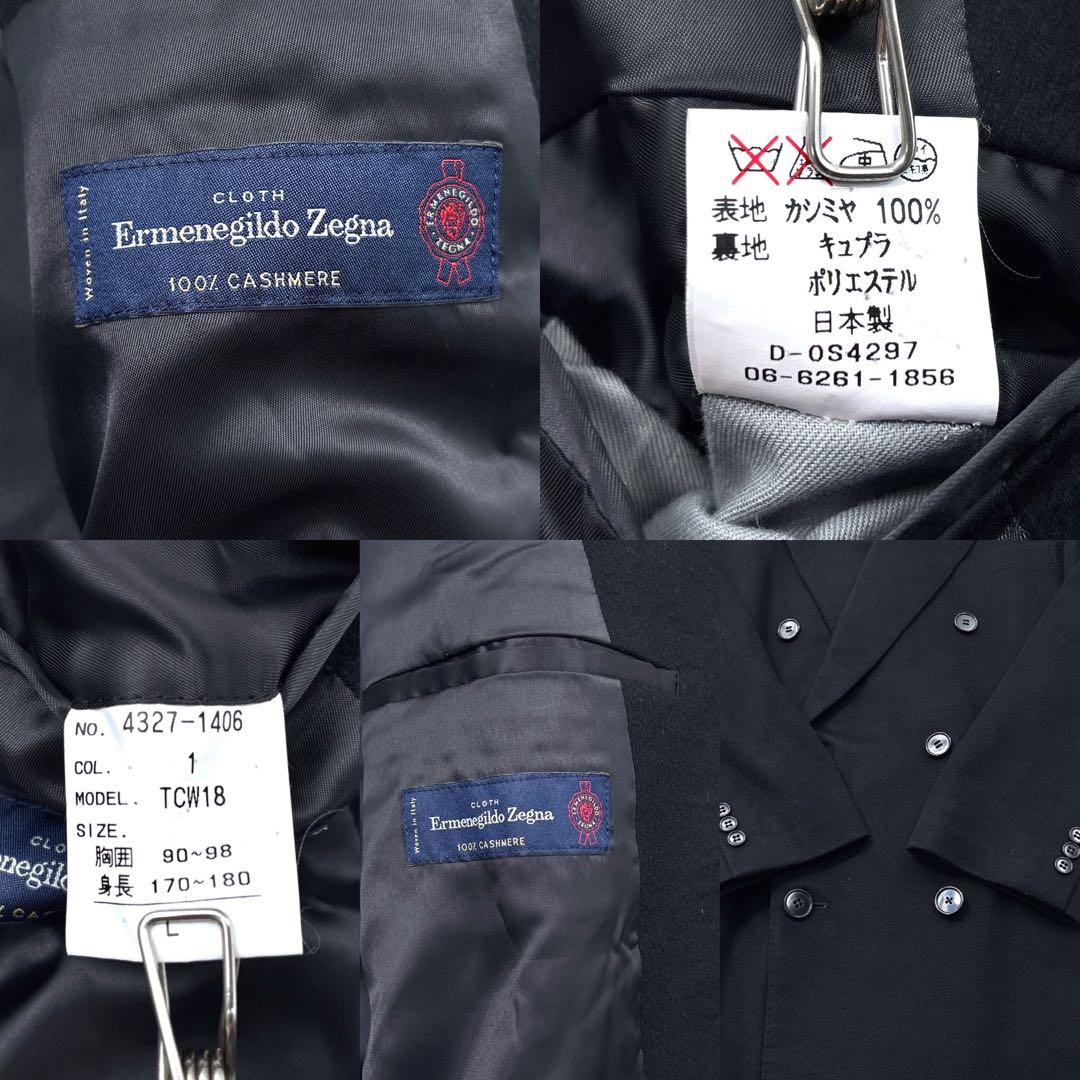 CLOTH
Ermenegildo Zegna
100% CASHMERE
Woven in Italy
ERMENEGILDO
ZEGNA
中
表地 カシミヤ 100%
裏地 キュプラ
ポリエステル
日本製
D-0S4297
06-6261-1856
NO. 4327-1406
COL. 1
MODEL. TCW18
SIZE.
胸囲 90~98
身長 170~180
L
CLOTH
Ermenegildo Zegna
100% CASHMERE
Woven in Italy
ERMENEGILDO
ZEGNA